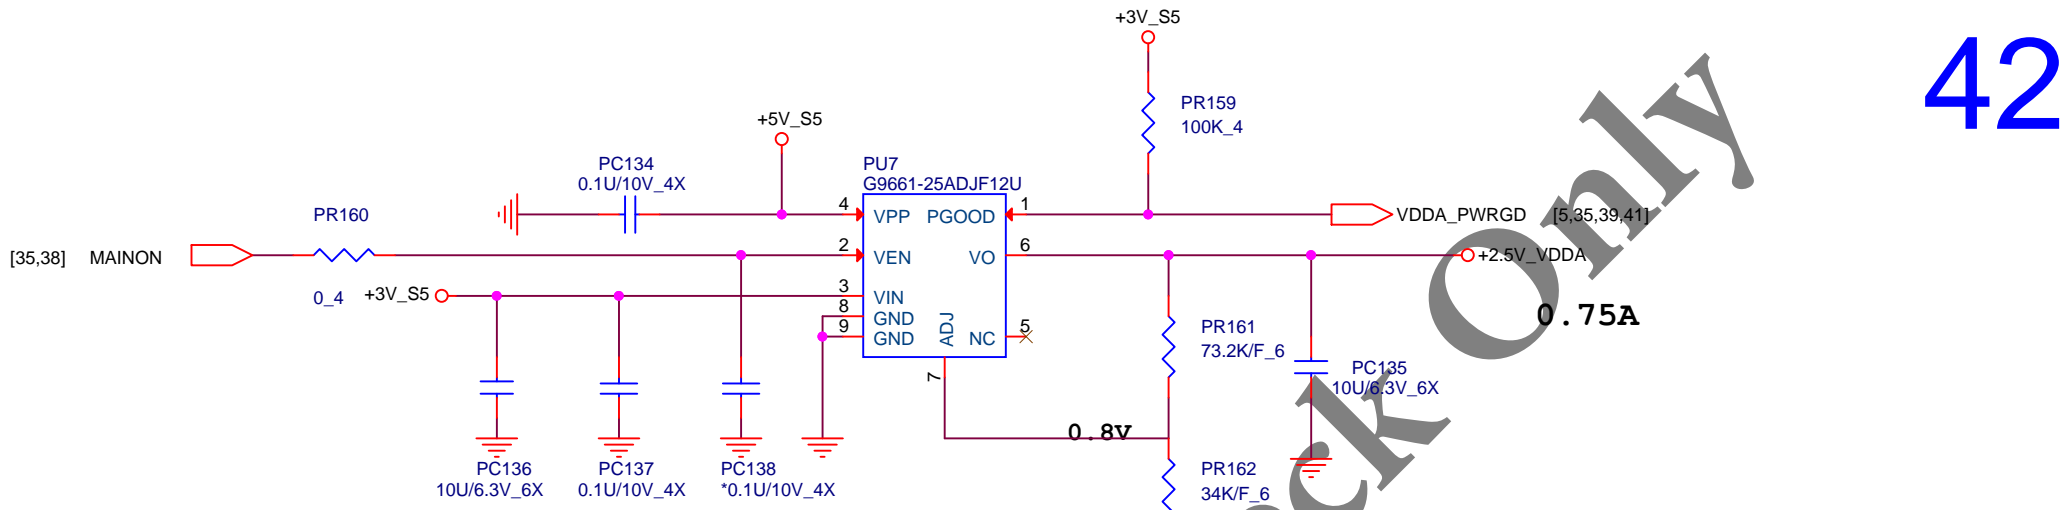 +3V_S5
42
PR159
100K_4
+5V_S5
PC134
0.1U/10V_4X
PU7
G9661-25ADJF12U
PR160
4
VPP
PGOOD
1
VDDA_PWRGD
[5,35,39,41]
[35,38]
MAINON
2
VEN
VO
6
+2.5V_VDDA
0_4
+3V_S5
3
VIN
8
GND
9
GND
ADJ
NC
5
7
0.75A
PR161
73.2K/F_6
PC135
10U/6.3V_6X
0.8V
PC136
10U/6.3V_6X
PC137
0.1U/10V_4X
PC138
*0.1U/10V_4X
PR162
34K/F_6
ck Only